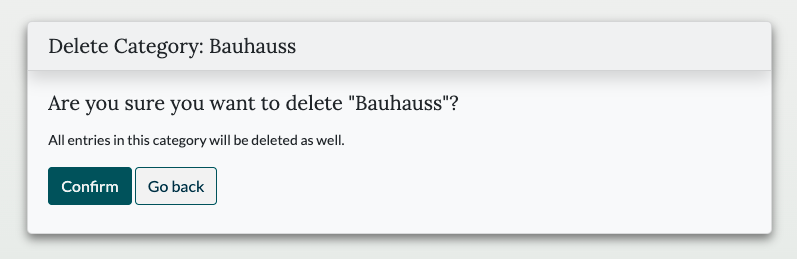 Delete Category: Bauhauss
Are you sure you want to delete "Bauhauss"?
All entries in this category will be deleted as well.
Confirm Go back